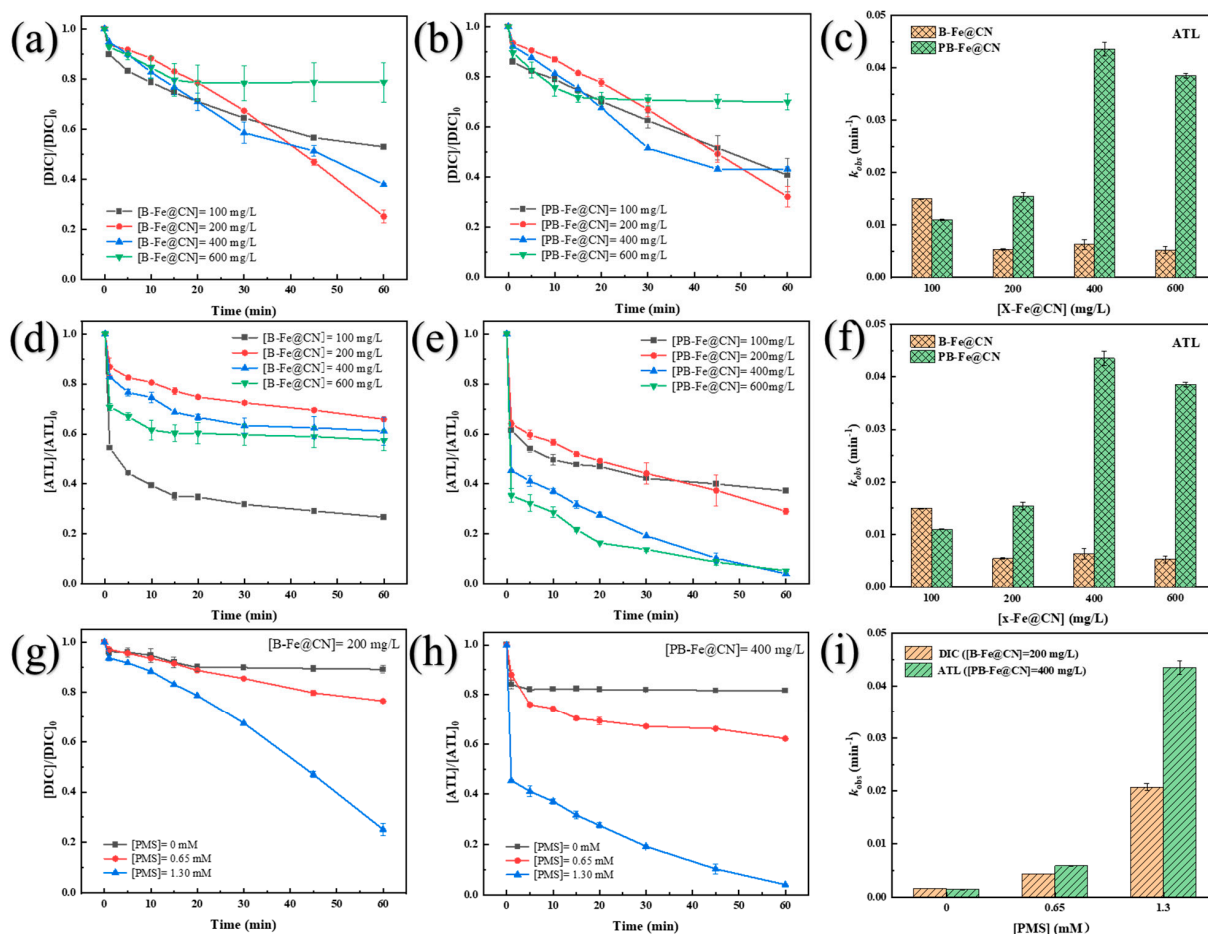 (a)
1.0
0.8
0.6
0.4
0.2
0.0
[DIC]/[DIC]0
[B-Fe@CN]= 100 mg/L
[B-Fe@CN]= 200 mg/L
[B-Fe@CN]= 400 mg/L
[B-Fe@CN]= 600 mg/L
0 10 20 30 40 50 60
Time (min)
(b)
1.0
0.8
0.6
0.4
0.2
0.0
[DIC]/[DIC]0
[PB-Fe@CN]= 100 mg/L
[PB-Fe@CN]= 200 mg/L
[PB-Fe@CN]= 400 mg/L
[PB-Fe@CN]= 600 mg/L
0 10 20 30 40 50 60
Time (min)
(c)
0.05
0.04
0.03
0.02
0.01
0.00
kobs (min-1)
B-Fe@CN
PB-Fe@CN
ATL
100 200 400 600
[X-Fe@CN] (mg/L)
(d)
1.0
0.8
0.6
0.4
0.2
0.0
[ATL]/[ATL]0
[B-Fe@CN]= 100 mg/L
[B-Fe@CN]= 200 mg/L
[B-Fe@CN]= 400 mg/L
[B-Fe@CN]= 600 mg/L
0 10 20 30 40 50 60
Time (min)
(e)
1.0
0.8
0.6
0.4
0.2
0.0
[ATL]/[ATL]0
[PB-Fe@CN]= 100mg/L
[PB-Fe@CN]= 200mg/L
[PB-Fe@CN]= 400mg/L
[PB-Fe@CN]= 600mg/L
0 10 20 30 40 50 60
Time (min)
(f)
0.05
0.04
0.03
0.02
0.01
0.00
kobs (min-1)
B-Fe@CN
PB-Fe@CN
ATL
100 200 400 600
[x-Fe@CN] (mg/L)
(g)
1.0
0.8
0.6
0.4
0.2
0.0
[DIC]/[DIC]0
[B-Fe@CN]= 200 mg/L
[PMS]= 0 mM
[PMS]= 0.65 mM
[PMS]= 1.30 mM
0 10 20 30 40 50 60
Time (min)
(h)
1.0
0.8
0.6
0.4
0.2
0.0
[ATL]/[ATL]0
[PB-Fe@CN]= 400 mg/L
[PMS]= 0 mM
[PMS]= 0.65 mM
[PMS]= 1.30 mM
0 10 20 30 40 50 60
Time (min)
(i)
0.05
0.04
0.03
0.02
0.01
0.00
kobs (min-1)
DIC ([B-Fe@CN]=200 mg/L)
ATL ([PB-Fe@CN]=400 mg/L)
0 0.65 1.3
[PMS] (mM)